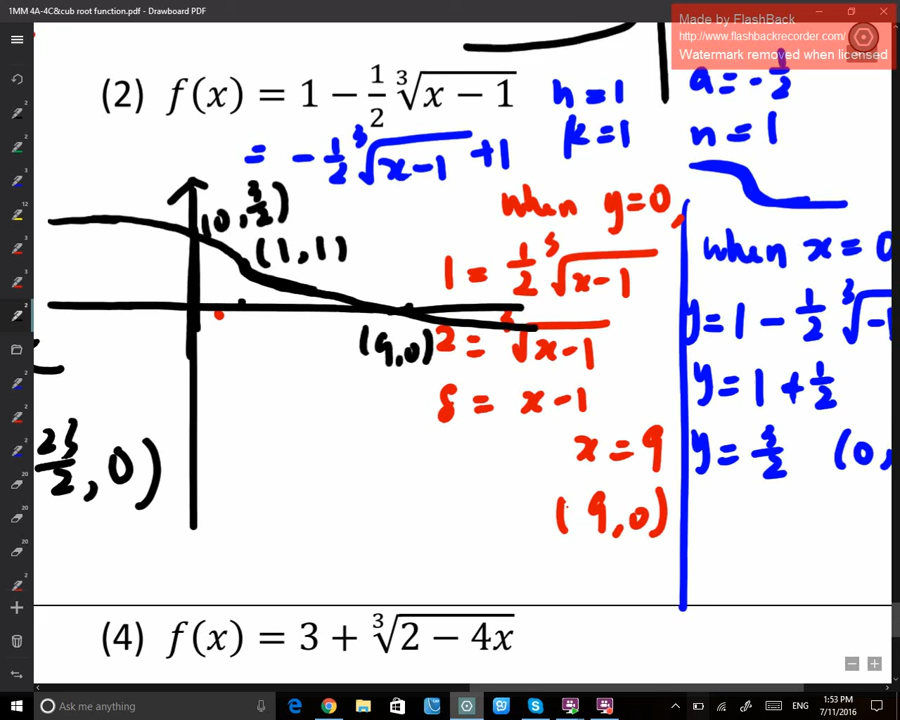 1MM 4A-4C&cub root function.pdf - Drawboard PDF
Made by FlashBack
http://www.flashbackrecorder.com/
Watermark removed when licensed
(2) f(x) = 1 − 1/2 ∛(x − 1)
= - 1/2 ∛(x-1) +1
h = 1
k = 1
a = - 1/2
n = 1
(0, 3/2)
(1, 1)
(9,0)
23/2, 0)
when y=0,
1 = 1/2 ∛(x-1)
2 = ∛(x-1)
8 = x -1
x = 9
(9,0)
when x = 0
y = 1 - 1/2 ∛(-1
y = 1 + 1/2
y = 3/2 (0,
(4) f(x) = 3 + ∛(2 − 4x)
Ask me anything
ENG
1:53 PM
7/11/2016